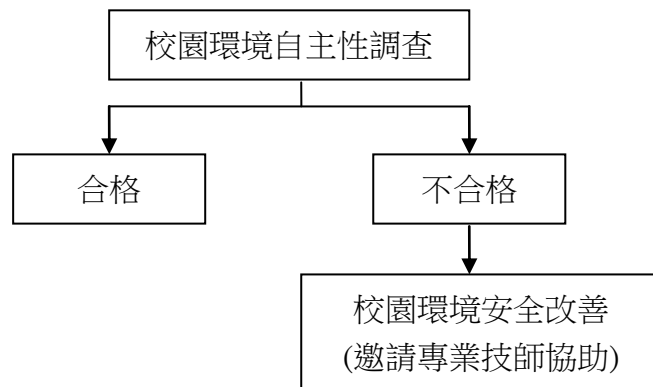 校園環境自主性調查
合格
不合格
校園環境安全改善
(邀請專業技師協助)